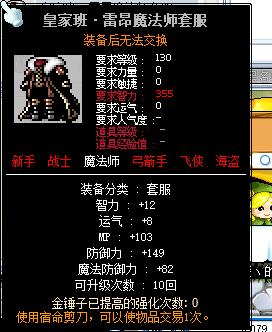 皇家班·雷昂魔法师套服
装备后无法交换
要求等级: 130
要求力量: 0
要求敏捷: 0
要求智力: 355
要求运气: 0
要求人气度: -
道具等级: -
道具经验值: -
新手 战士 魔法师 弓箭手 飞侠 海盗
装备分类: 套服
智力: +12
运气: +8
MP: +103
防御力: +149
魔法防御力: +82
可升级次数: 10回
金锤子已提高的强化次数: 0
使用宿命剪刀，可以使物品交易1次。
079